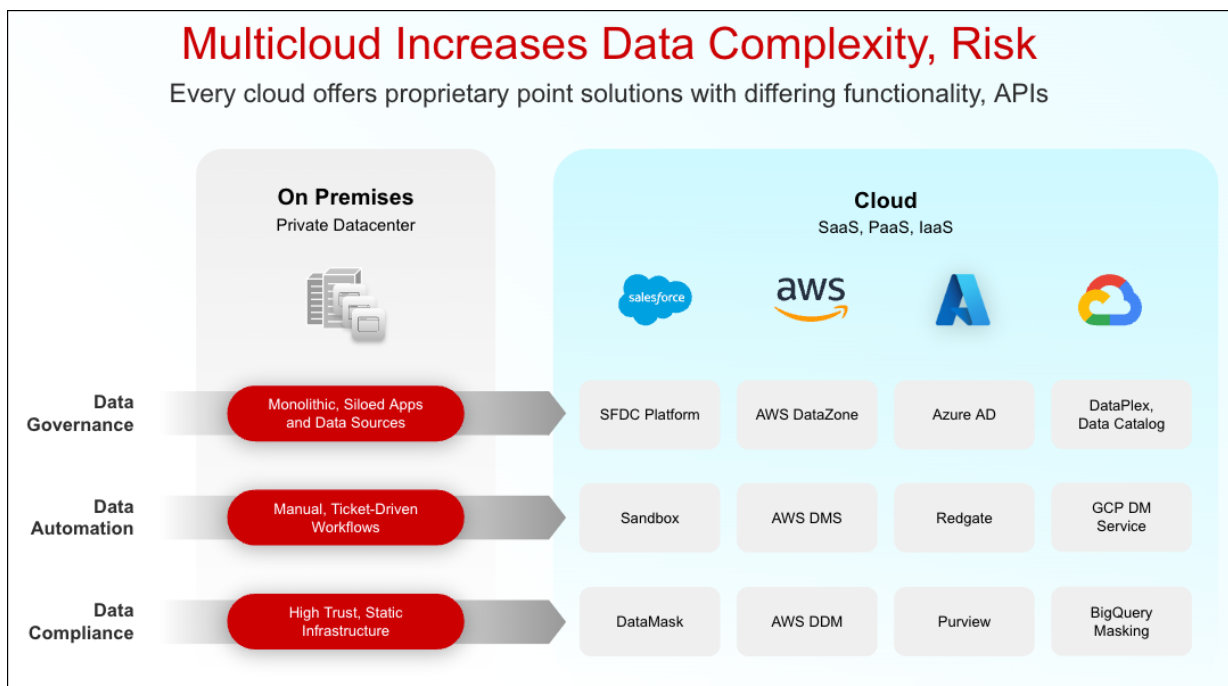 Multicloud Increases Data Complexity, Risk
Every cloud offers proprietary point solutions with differing functionality, APIs
On Premises
Private Datacenter
Cloud
SaaS, PaaS, IaaS
salesforce
aws
Data
Governance
Monolithic, Siloed Apps
and Data Sources
SFDC Platform
AWS DataZone
Azure AD
DataPlex,
Data Catalog
Data
Automation
Manual, Ticket-Driven
Workflows
Sandbox
AWS DMS
Redgate
GCP DM
Service
Data
Compliance
High Trust, Static
Infrastructure
DataMask
AWS DDM
Purview
BigQuery
Masking